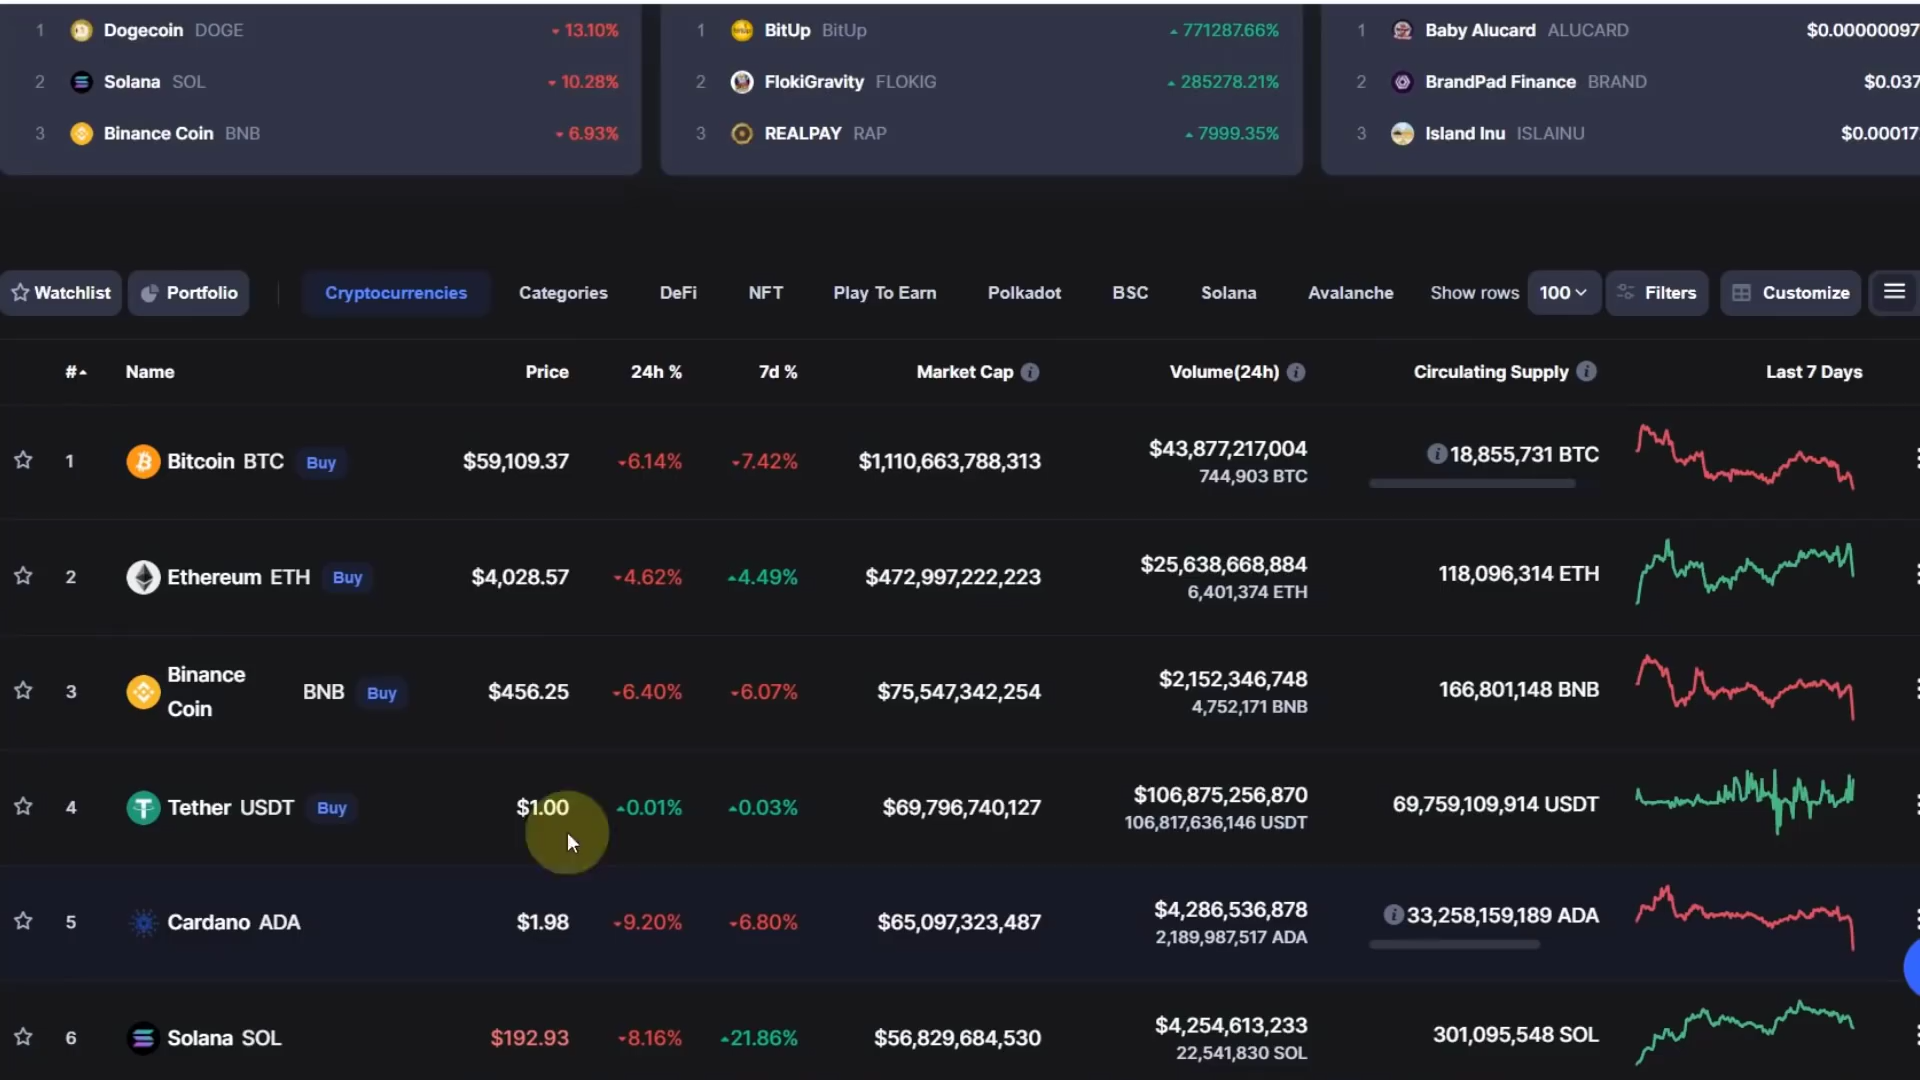 1 Dogecoin DOGE 13.10%
2 Solana SOL 10.28%
3 Binance Coin BNB 6.93%
1 BitUp BitUp 771287.66%
2 FlokiGravity FLOKIG 285278.21%
3 REALPAY RAP 7999.35%
1 Baby Alucard ALUCARD $0.00000097
2 BrandPad Finance BRAND $0.037
3 Island Inu ISLAINU $0.00017
Watchlist Portfolio Cryptocurrencies Categories DeFi NFT Play To Earn Polkadot BSC Solana Avalanche Show rows 100 Filters Customize
# Name Price 24h % 7d % Market Cap Volume(24h) Circulating Supply Last 7 Days
1 Bitcoin BTC Buy $59,109.37 6.14% 7.42% $1,110,663,788,313 $43,877,217,004 18,855,731 BTC
744,903 BTC
2 Ethereum ETH Buy $4,028.57 4.62% 4.49% $472,997,222,223 $25,638,668,884 118,096,314 ETH
6,401,374 ETH
3 Binance
Coin BNB Buy $456.25 6.40% 6.07% $75,547,342,254 $2,152,346,748 166,801,148 BNB
4,752,171 BNB
4 Tether USDT Buy $1.00 0.01% 0.03% $69,796,740,127 $106,875,256,870 69,759,109,914 USDT
106,817,636,146 USDT
5 Cardano ADA $1.98 9.20% 6.80% $65,097,323,487 $4,286,536,878 33,258,159,189 ADA
2,189,987,517 ADA
6 Solana SOL $192.93 8.16% 21.86% $56,829,684,530 $4,254,613,233 301,095,548 SOL
22,541,830 SOL